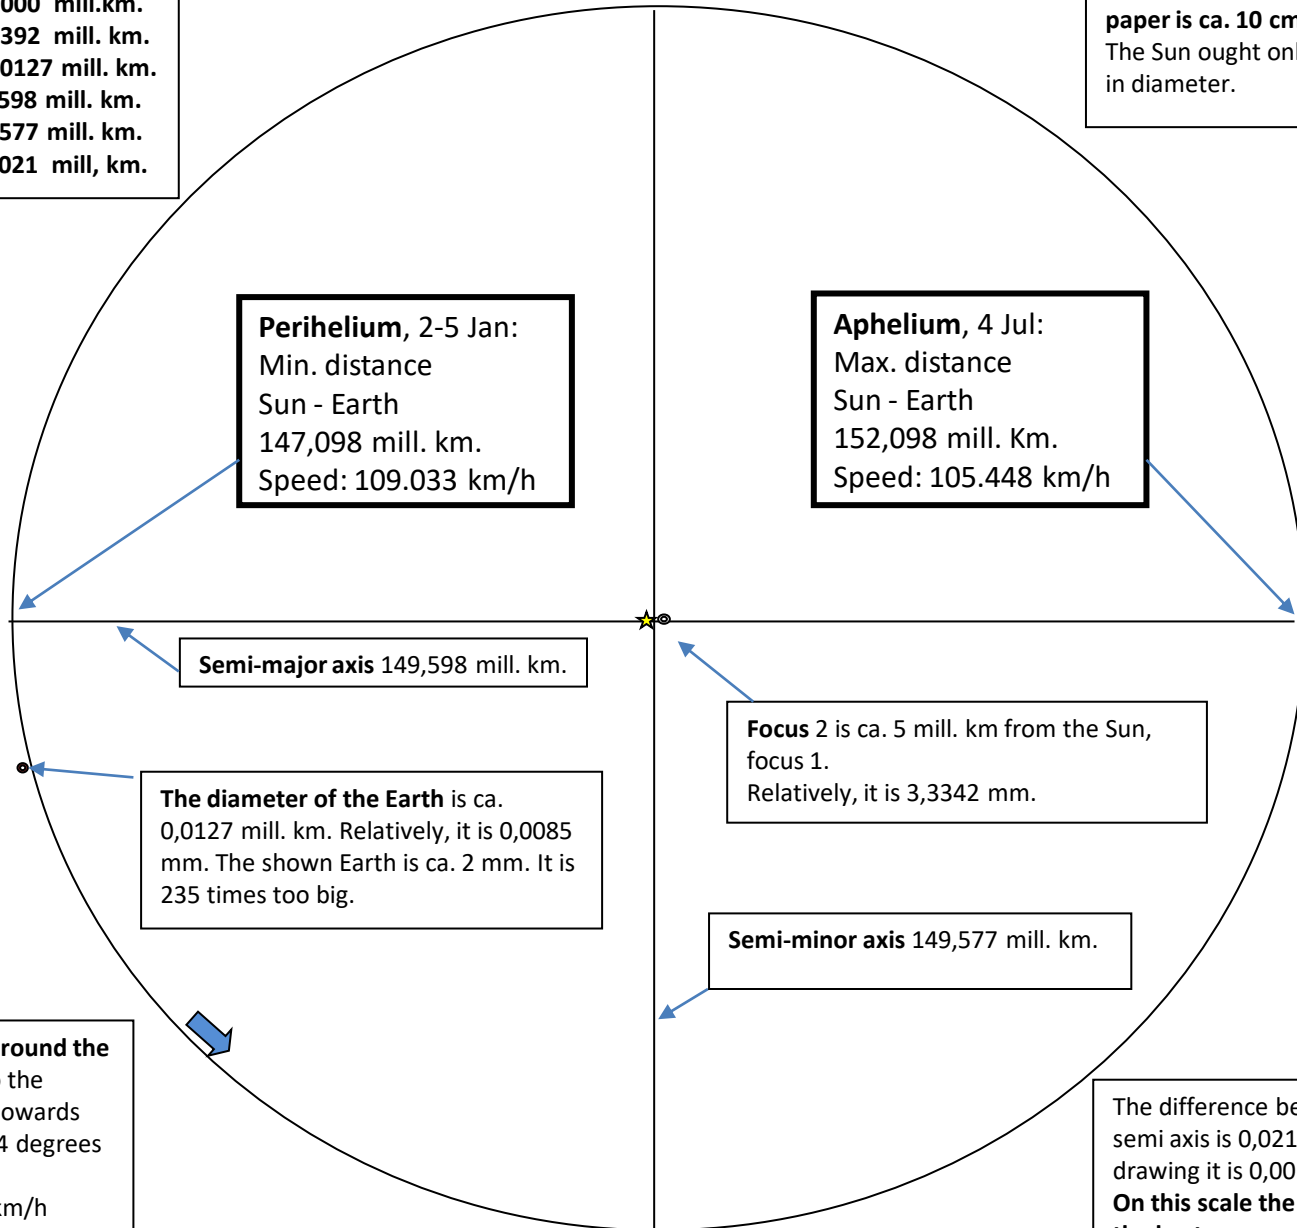 000 mill.km.
392 mill. km.
0127 mill. km.
598 mill. km.
577 mill. km.
021 mill, km.
paper is ca. 10 cm
The Sun ought
in diameter.
Perihelium, 2-5 Jan:
Min. distance
Sun - Earth
147,098 mill. km.
Speed: 109.033 km/h
Aphelium, 4 Jul:
Max. distance
Sun - Earth
152,098 mill. Km.
Speed: 105.448 km/h
Semi-major axis 149,598 mill. km.
Focus 2 is ca. 5 mill. km from the Sun,
focus 1.
Relatively, it is 3,3342 mm.
The diameter of the Earth is ca.
0,0127 mill. km. Relatively, it is 0,0085
mm. The shown Earth is ca. 2 mm. It is
235 times too big.
Semi-minor axis 149,577 mill. km.
round the
the
owards
4 degrees
km/h
The difference be
semi axis is 0,021
drawing it is 0,00
On this scale the